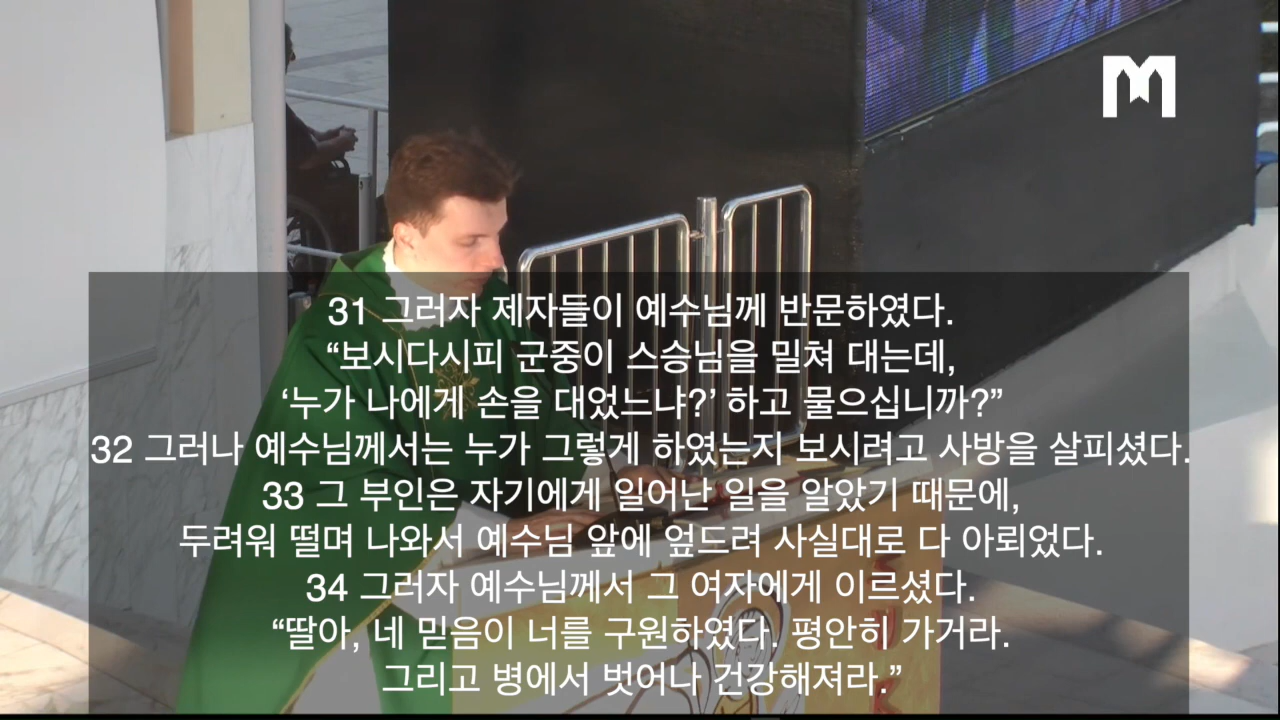 M
31 그러자 제자들이 예수님께 반문하였다.
“보시다시피 군중이 스승님을 밀쳐 대는데,
‘누가 나에게 손을 대었느냐?’ 하고 물으십니까?”
32 그러나 예수님께서는 누가 그렇게 하였는지 보시려고 사방을 살피셨다.
33 그 부인은 자기에게 일어난 일을 알았기 때문에,
두려워 떨며 나와서 예수님 앞에 엎드려 사실대로 다 아뢰었다.
34 그러자 예수님께서 그 여자에게 이르셨다.
“딸아, 네 믿음이 너를 구원하였다. 평안히 가거라.
그리고 병에서 벗어나 건강해져라.”